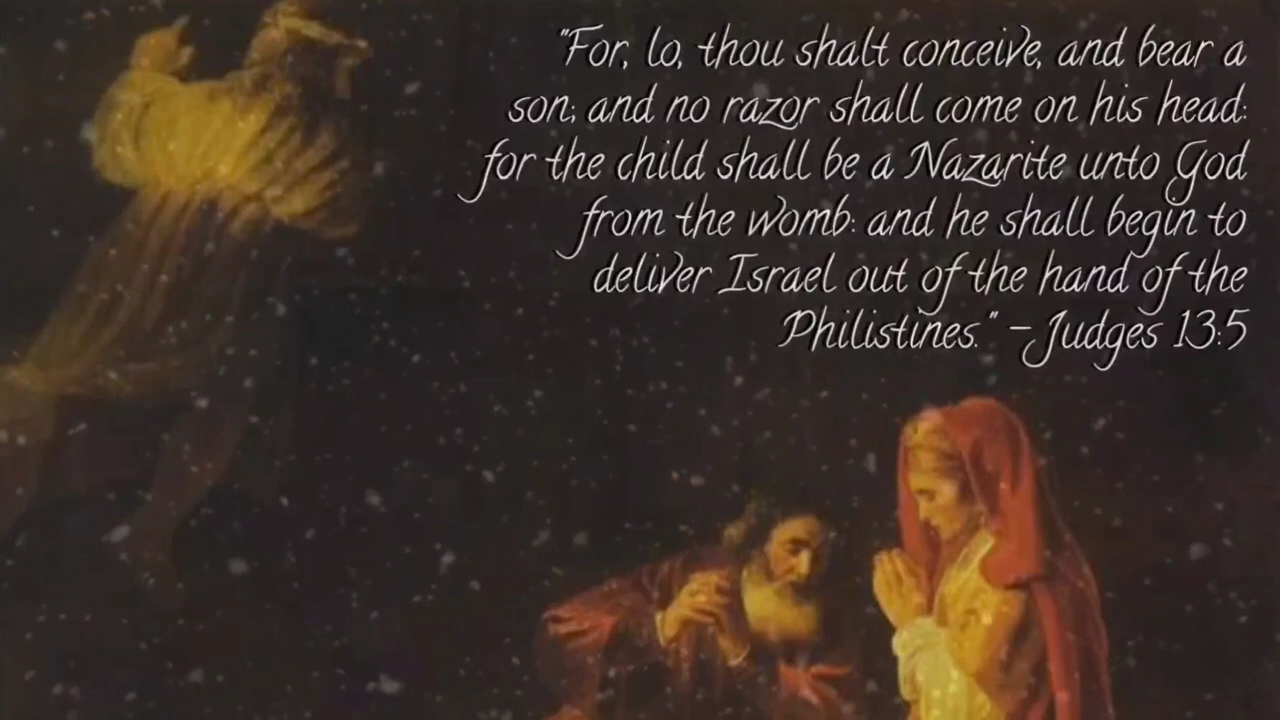 "For, lo, thou shalt conceive, and bear a
son; and no razor shall come on his head:
for the child shall be a Nazarite unto God
from the womb: and he shall begin to
deliver Israel out of the hand of the
Philistines." – Judges 13:5